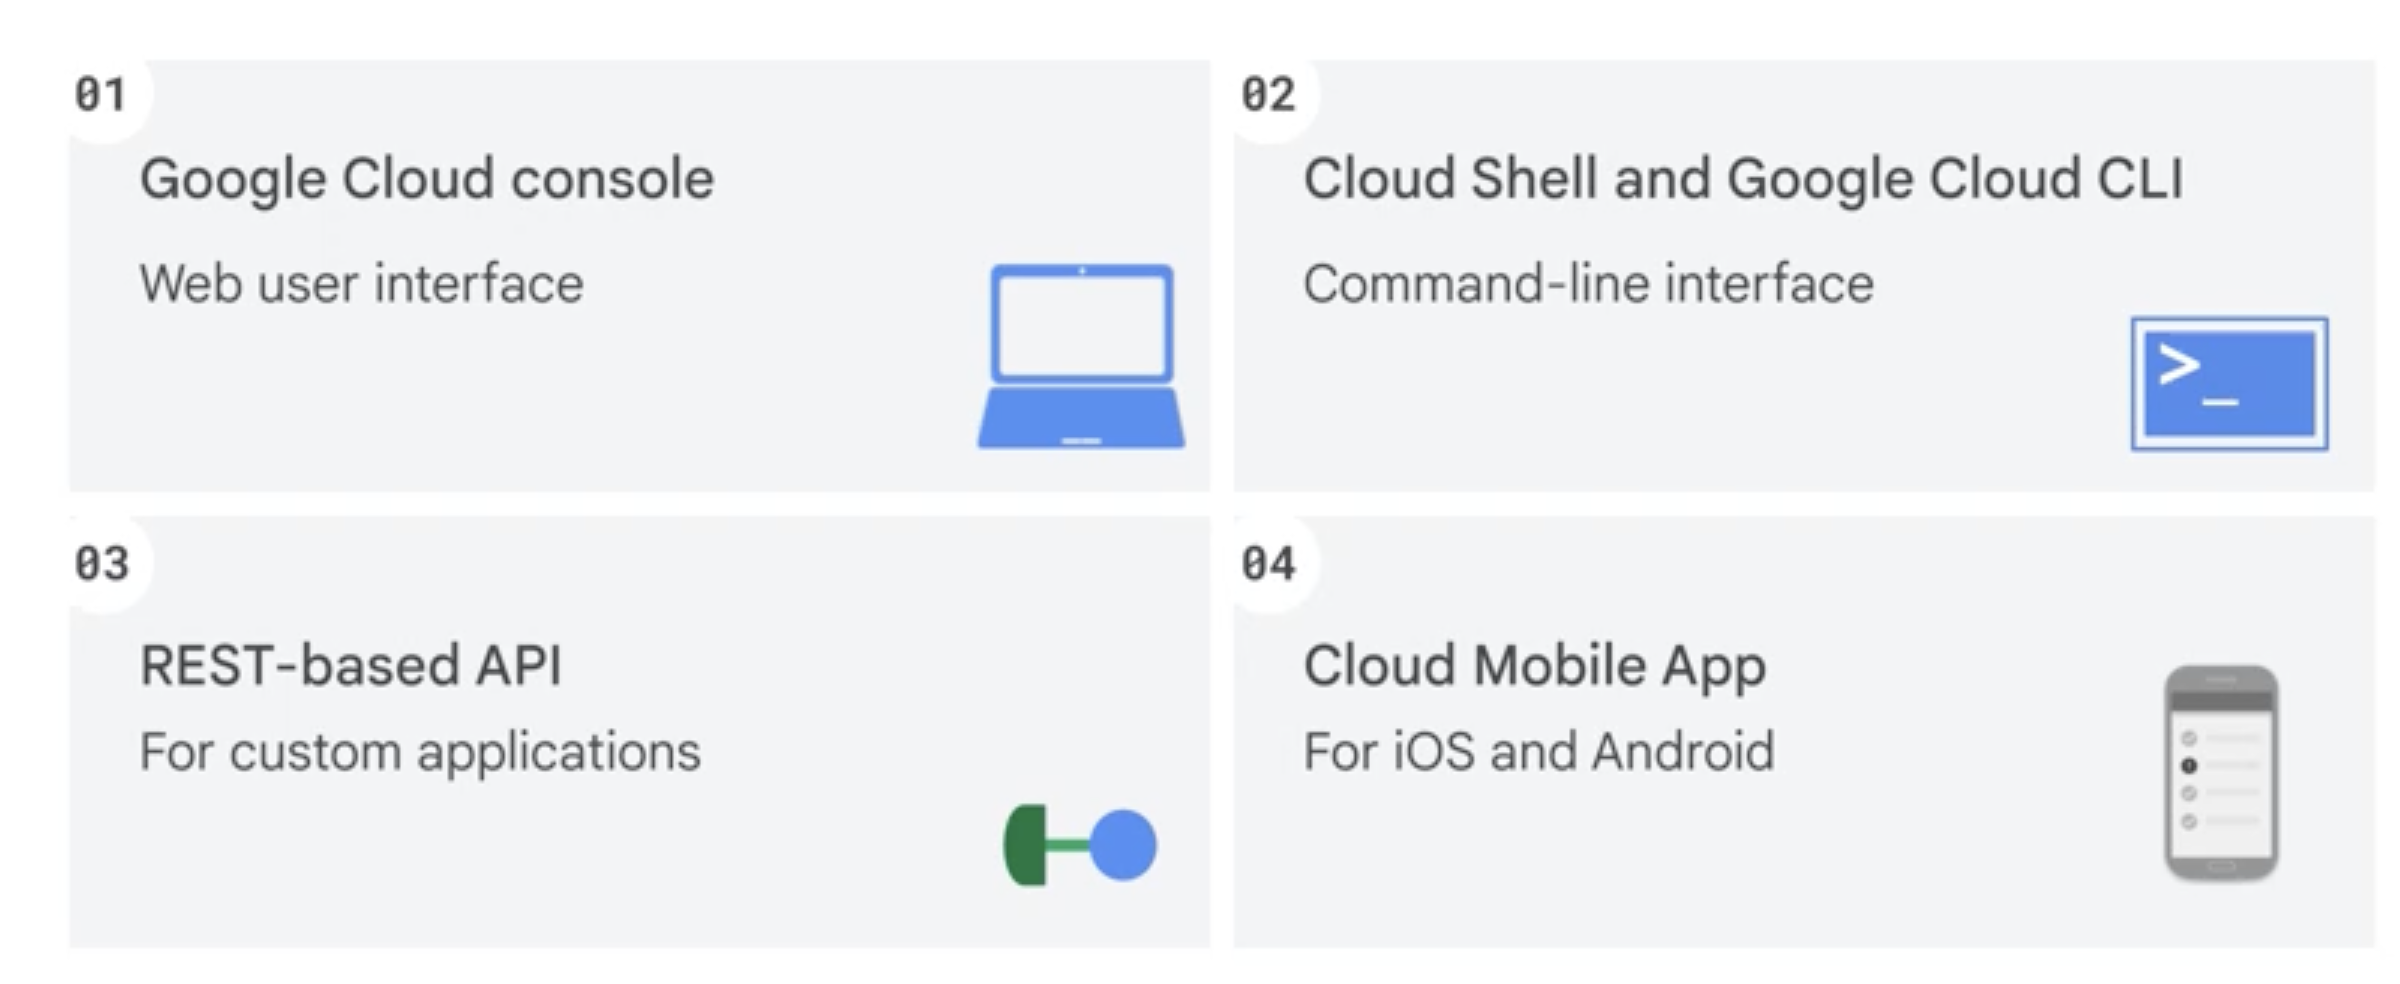 01
Google Cloud console
Web user interface
02
Cloud Shell and Google Cloud CLI
Command-line interface
>_
03
REST-based API
For custom applications
04
Cloud Mobile App
For iOS and Android